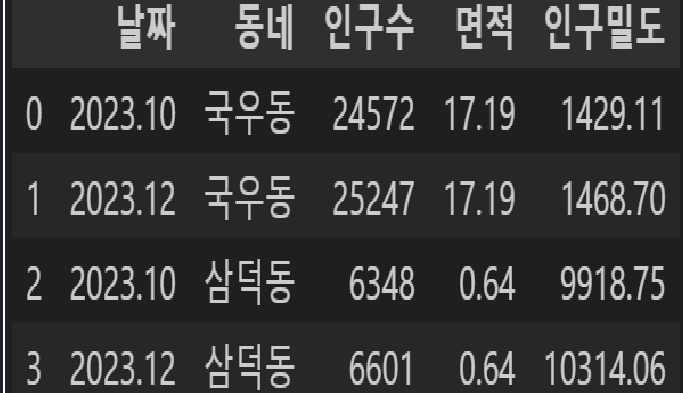 날짜 동네 인구수 면적 인구밀도
0 2023.10 국우동 24572 17.19 1429.11
1 2023.12 국우동 25247 17.19 1468.70
2 2023.10 삼덕동 6348 0.64 9918.75
3 2023.12 삼덕동 6601 0.64 10314.06